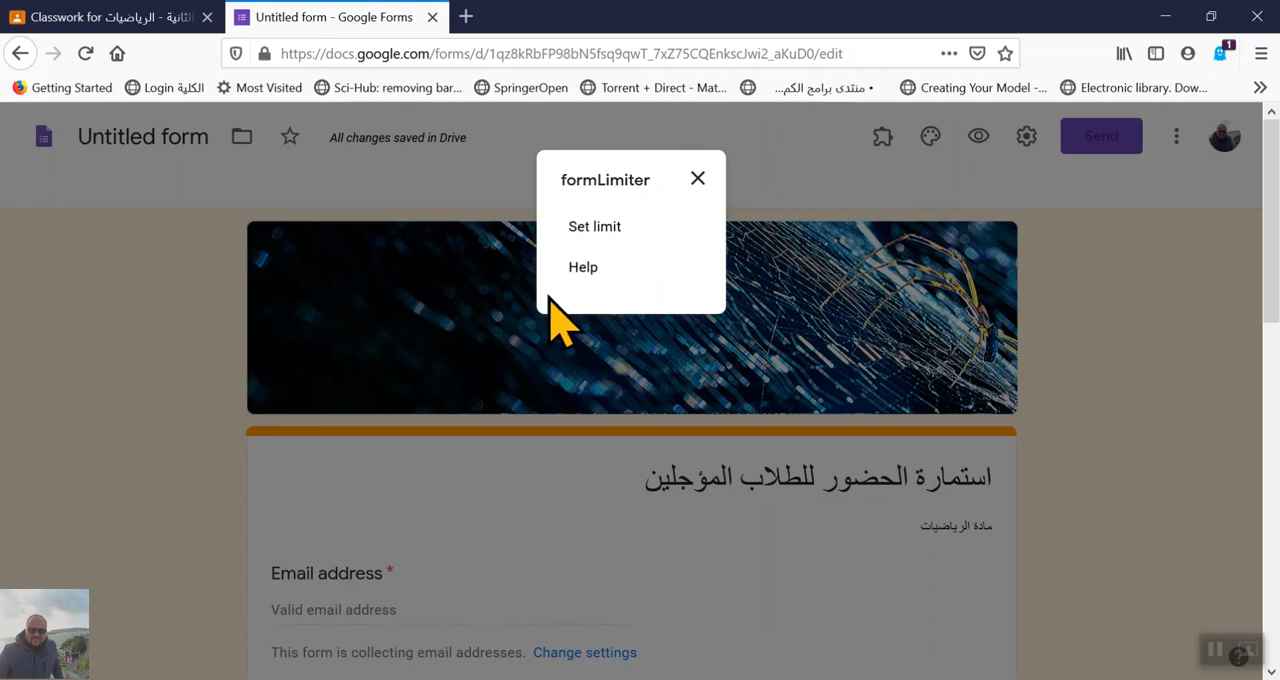 Classwork for الثانية - الرياضيات
Untitled form - Google Forms
https://docs.google.com/forms/d/1qz8kRbFP98bN5fsq9qwT_7xZ75CQEnkscJwi2_aKuD0/edit
1
Getting Started
Login الكلية
Most Visited
Sci-Hub: removing bar...
SpringerOpen
Torrent + Direct - Mat...
منتدى برامج الكم...
Creating Your Model -...
Electronic library. Dow...
Untitled form
All changes saved in Drive
Send
formLimiter
Set limit
Help
استمارة الحضور للطلاب المؤجلين
مادة الرياضيات
Email address *
Valid email address
This form is collecting email addresses. Change settings